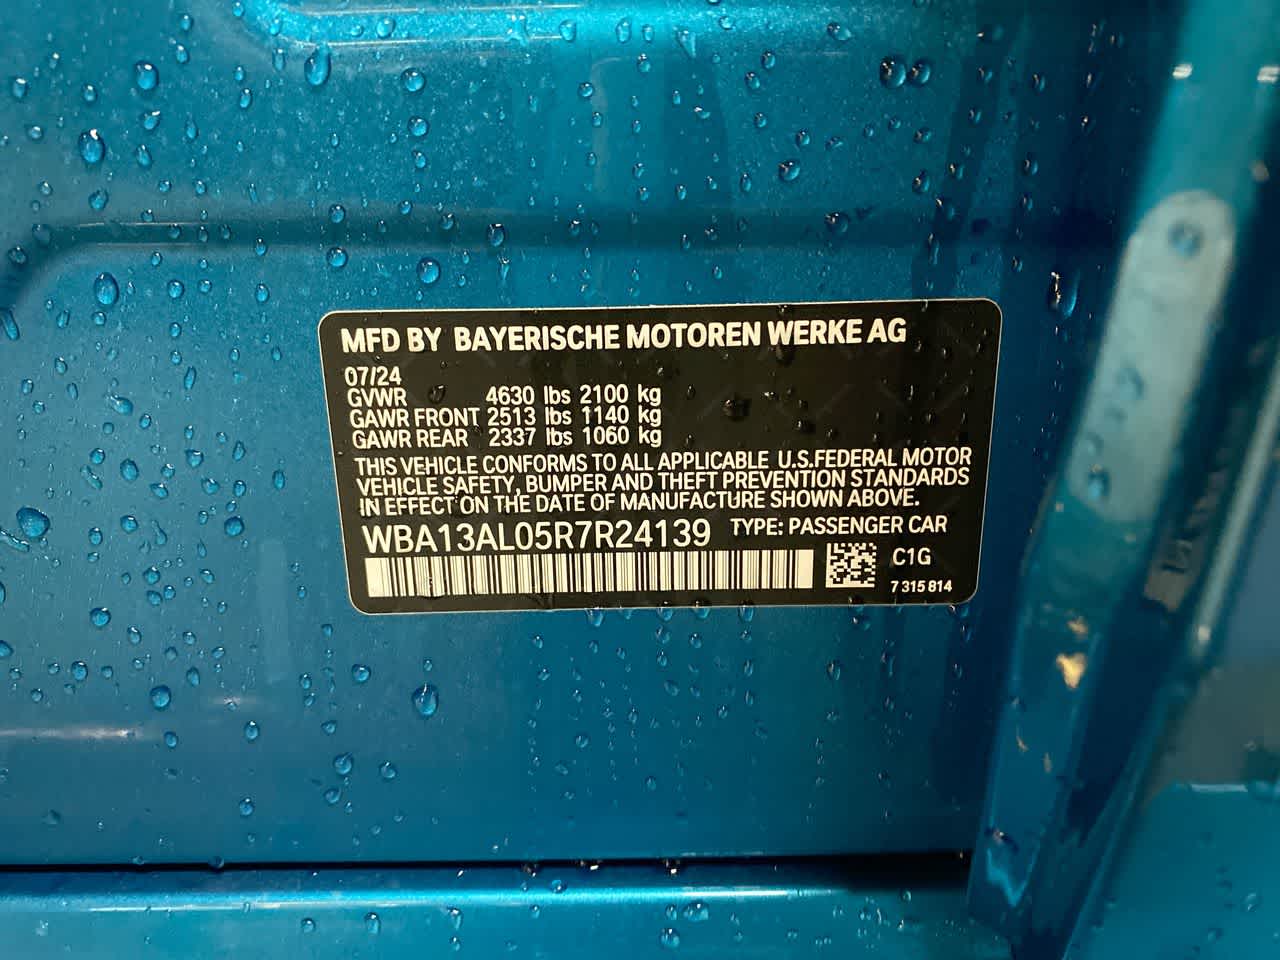 MFD BY BAYERISCHE MOTOREN WERKE AG
07/24
GVWR 4630 lbs 2100 kg
GAWR FRONT 2513 lbs 1140 kg
GAWR REAR 2337 lbs 1060 kg
THIS VEHICLE CONFORMS TO ALL APPLICABLE U.S.FEDERAL MOTOR
VEHICLE SAFETY, BUMPER AND THEFT PREVENTION STANDARDS
IN EFFECT ON THE DATE OF MANUFACTURE SHOWN ABOVE.
WBA13AL05R7R24139 TYPE: PASSENGER CAR
C1G
7 315 814